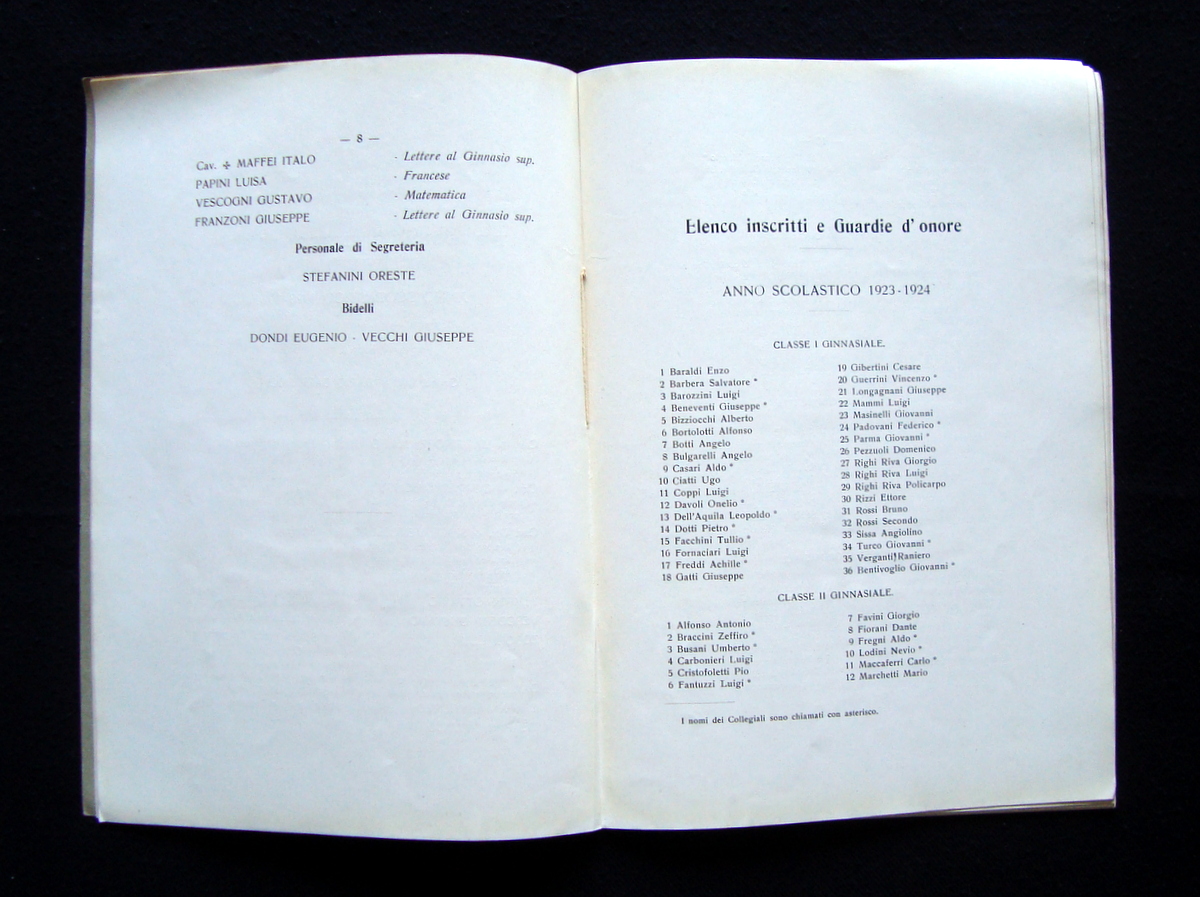 — 8 —
Cav. ✠ MAFFEI ITALO - Lettere al Ginnasio sup.
PAPINI LUISA - Francese
VESCOGNI GUSTAVO - Matematica
FRANZONI GIUSEPPE - Lettere al Ginnasio sup.
Personale di Segreteria
STEFANINI ORESTE
Bidelli
DONDI EUGENIO - VECCHI GIUSEPPE
Elenco inscritti e Guardie d'onore
ANNO SCOLASTICO 1923-1924
CLASSE I GINNASIALE.
1 Baraldi Enzo
2 Barbera Salvatore *
3 Barozzini Luigi
4 Beneventi Giuseppe *
5 Bizziocchi Alberto
6 Bortolotti Alfonso
7 Botti Angelo
8 Bulgarelli Angelo
9 Casari Aldo *
10 Ciatti Ugo
11 Coppi Luigi
12 Davoli Onelio *
13 Dell'Aquila Leopoldo *
14 Dotti Pietro *
15 Facchini Tullio *
16 Fornaciari Luigi
17 Freddi Achille *
18 Gatti Giuseppe
19 Gibertini Cesare
20 Guerrini Vincenzo *
21 Longagnani Giuseppe
22 Mammi Luigi
23 Masinelli Giovanni
24 Padovani Federico *
25 Parma Giovanni *
26 Pezzuoli Domenico
27 Righi Riva Giorgio
28 Righi Riva Luigi
29 Righi Riva Policarpo
30 Rizzi Ettore
31 Rossi Bruno
32 Rossi Secondo
33 Sissa Angiolino
34 Turco Giovanni *
35 Verganti Raniero
36 Bentivoglio Giovanni *
CLASSE II GINNASIALE.
1 Alfonso Antonio
2 Braccini Zeffiro *
3 Busani Umberto *
4 Carbonieri Luigi
5 Cristofoletti Pio
6 Fantuzzi Luigi *
7 Favini Giorgio
8 Fiorani Dante
9 Fregni Aldo *
10 Lodini Nevio *
11 Maccaferri Carlo *
12 Marchetti Mario
I nomi dei Collegiali sono chiamati con asterisco.